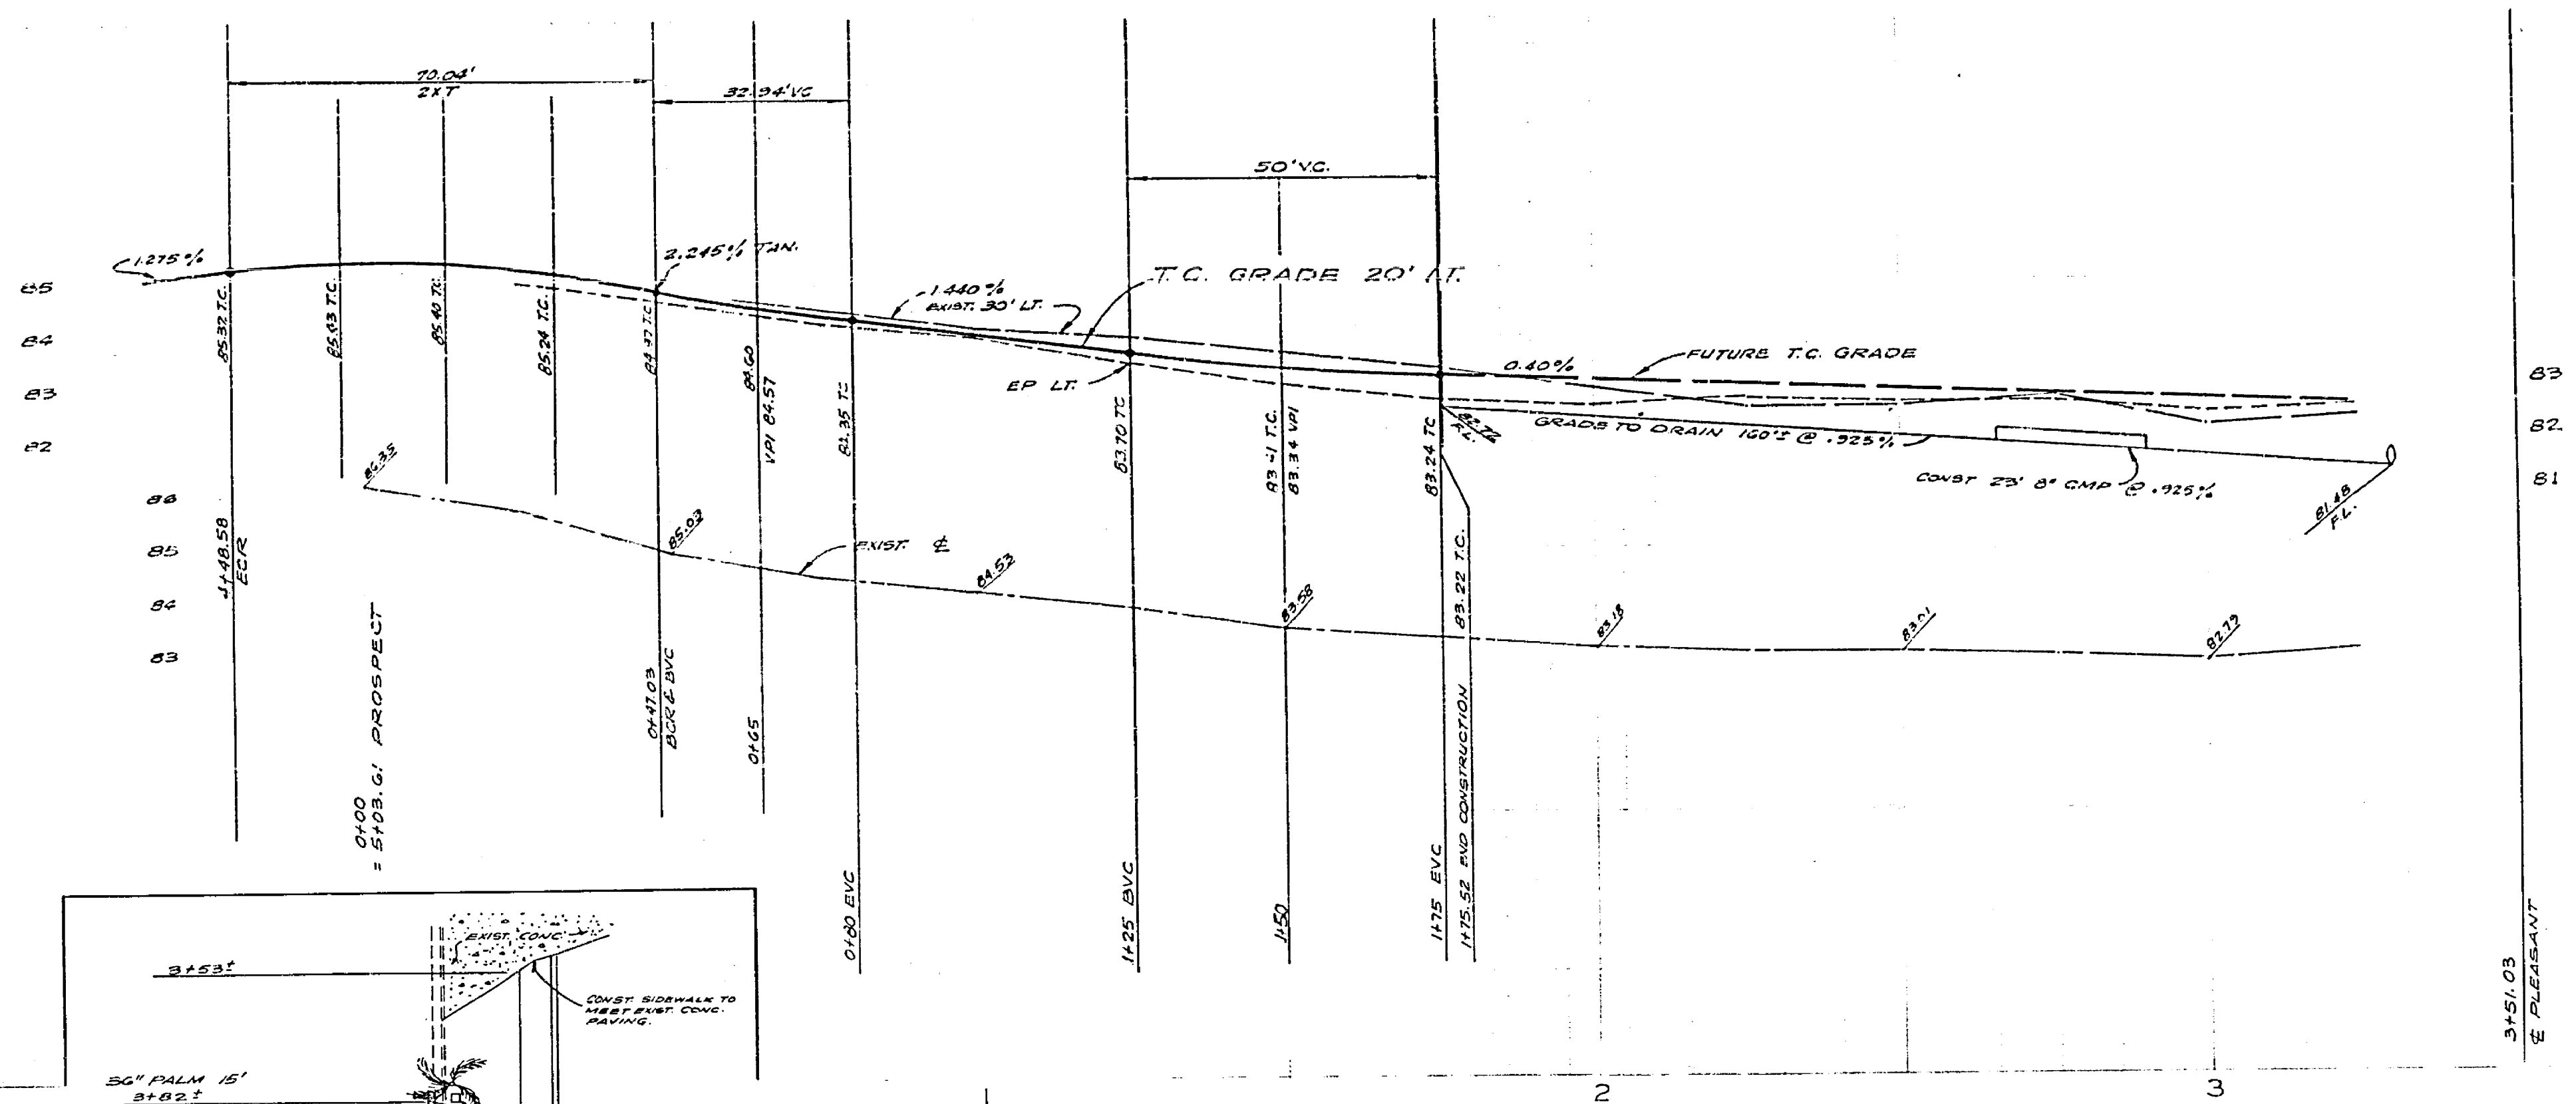 70.04'
2XT
32.94' VC
50' V.C.
1.275%
2.245% TAN.
T.C. GRADE 20' LT.
1.440%
EXIST. 30' LT.
85
84
83
82
85.32 T.C.
85.43 T.C.
85.40 T.C.
85.24 T.C.
84.97 T.C.
84.60
VPI 84.57
EP LT.
83.70 TC
83.34 VPI
83.24 TC
0.40%
FUTURE T.C. GRADE
GRADE TO DRAIN 160'± @ .925%
CONST 23' 8" CMP @ .925%
81.48
F.L.
83
82
81
86
85
84
83
86.35
85.02
EXIST. ℄
84.53
83.58
83.18
83.01
82.79
4+48.58
ECR
0+00
= 5+03.61 PROSPECT
0+47.03
BCR & BVC
0+65
0+80 EVC
1+25 BVC
1+50
1+75 EVC
83.22 T.C.
1+75.52 END CONSTRUCTION
3+51.03
℄ PLEASANT
EXIST. CONC.
3+53±
CONST. SIDEWALK TO
MEET EXIST. CONC.
PAVING.
36" PALM 15'
3+82±
1
2
3